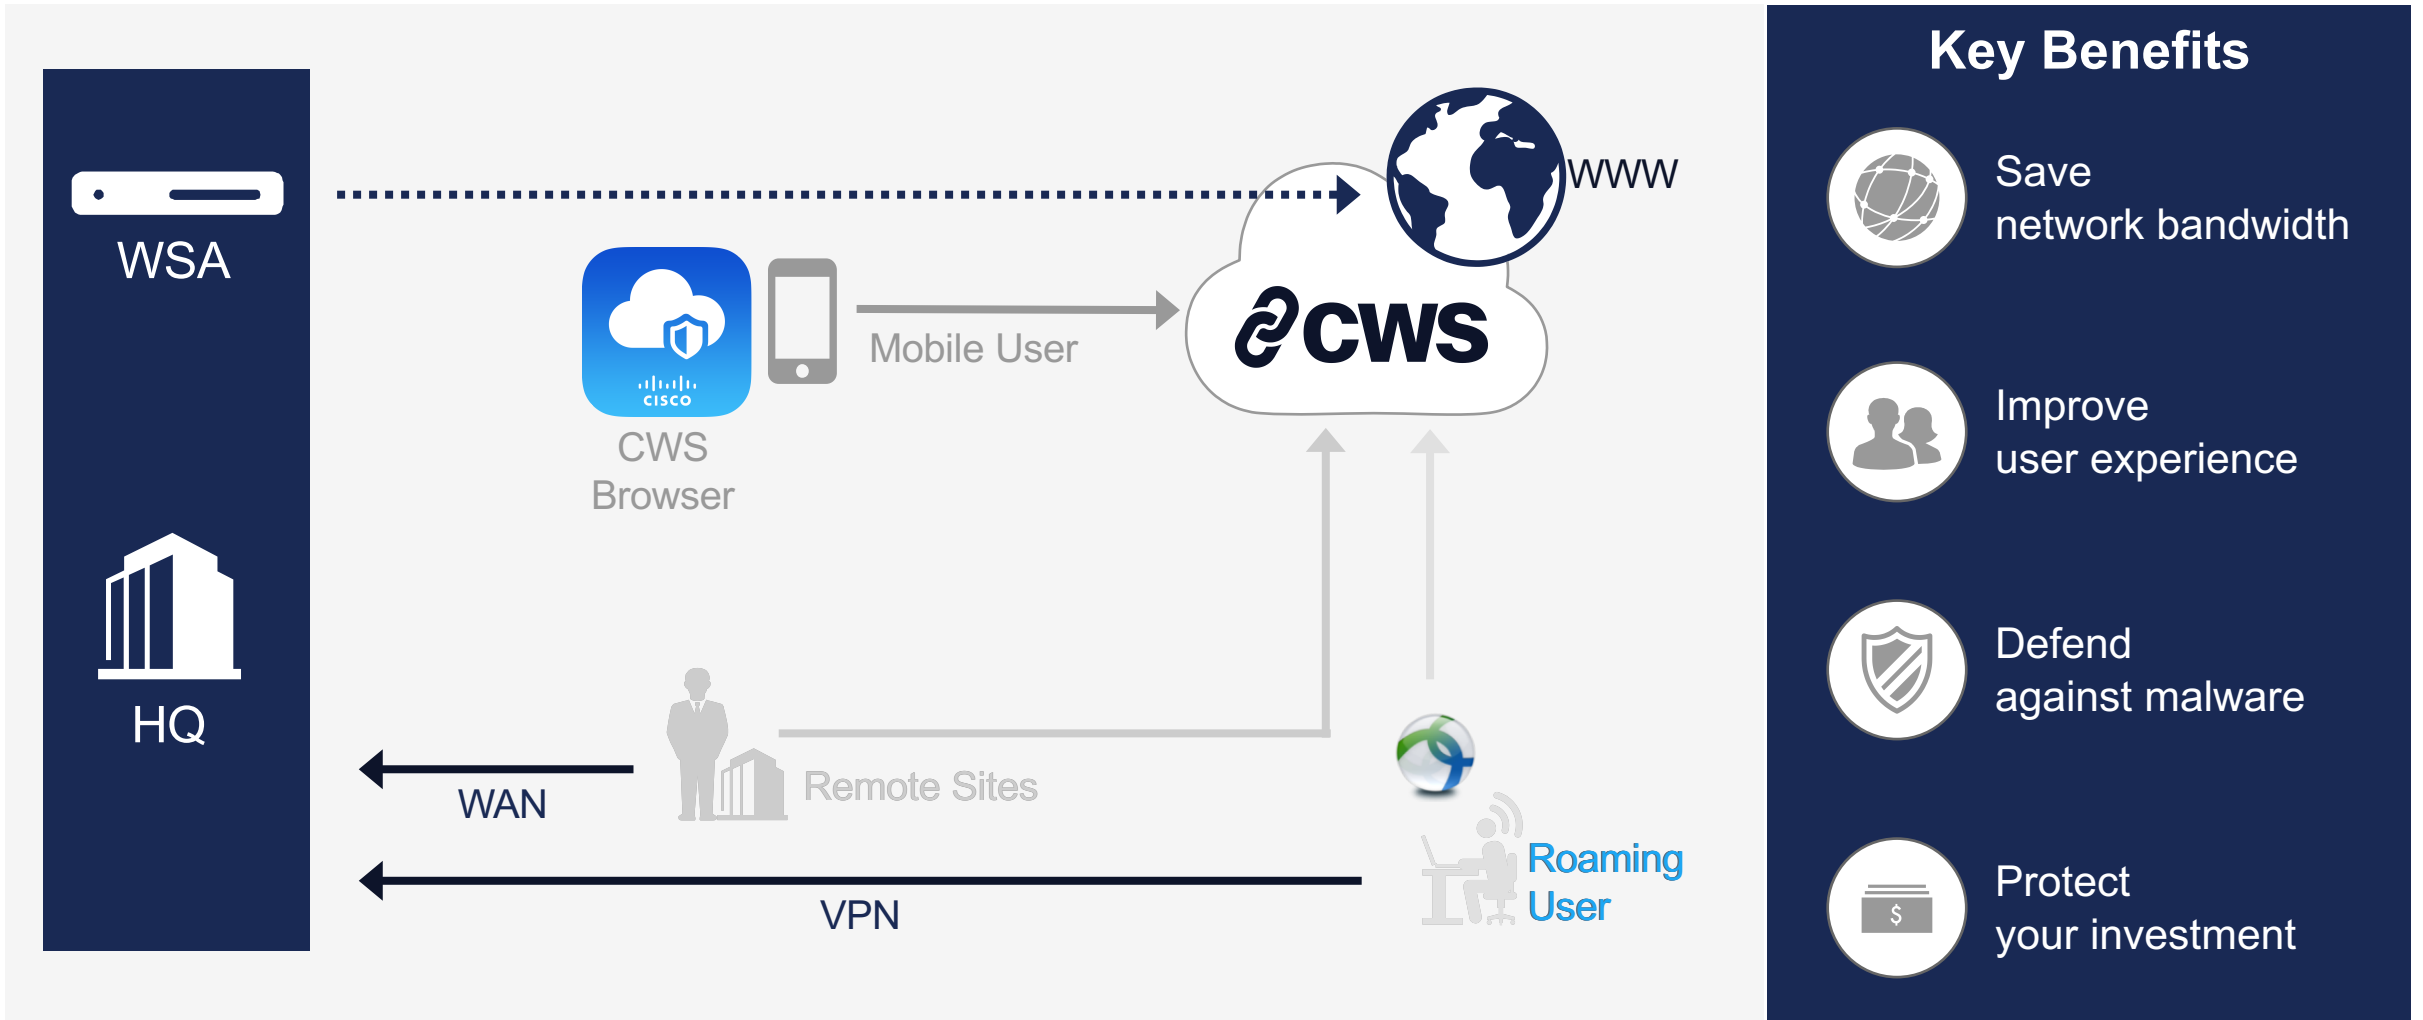 WSA
HQ
WWW
CWS
CISCO
CWS
Browser
Mobile User
Remote Sites
WAN
VPN
Roaming
User
Key Benefits
Save
network bandwidth
Improve
user experience
Defend
against malware
$
Protect
your investment